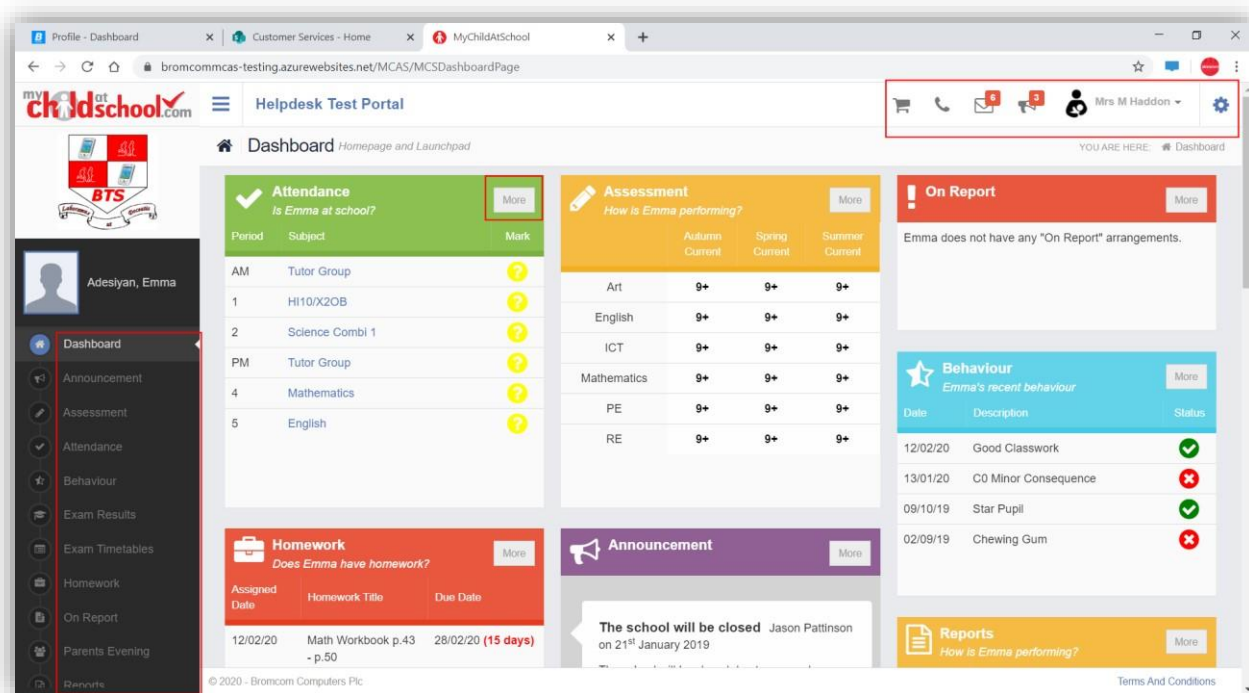 Profile - Dashboard
Customer Services - Home
MyChildAtSchool
bromcommcas-testing.azurewebsites.net/MCAS/MCSDashboardPage
my child at school.com
Helpdesk Test Portal
6
3
Mrs M Haddon
Dashboard Homepage and Launchpad
YOU ARE HERE: Dashboard
BTS
Adesiyan, Emma
Dashboard
Announcement
Assessment
Attendance
Behaviour
Exam Results
Exam Timetables
Homework
On Report
Parents Evening
Reports
Attendance More
Is Emma at school?
Period Subject Mark
AM Tutor Group ?
1 HI10/X2OB ?
2 Science Combi 1 ?
PM Tutor Group ?
4 Mathematics ?
5 English ?
Assessment More
How is Emma performing?
Autumn Current Spring Current Summer Current
Art 9+ 9+ 9+
English 9+ 9+ 9+
ICT 9+ 9+ 9+
Mathematics 9+ 9+ 9+
PE 9+ 9+ 9+
RE 9+ 9+ 9+
On Report More
Emma does not have any "On Report" arrangements.
Behaviour More
Emma's recent behaviour
Date Description Status
12/02/20 Good Classwork
13/01/20 C0 Minor Consequence
09/10/19 Star Pupil
02/09/19 Chewing Gum
Homework More
Does Emma have homework?
Assigned Date Homework Title Due Date
12/02/20 Math Workbook p.43 28/02/20 (15 days)
- p.50
Announcement More
The school will be closed Jason Pattinson
on 21st January 2019
Reports More
How is Emma performing?
© 2020 - Bromcom Computers Plc
Terms And Conditions